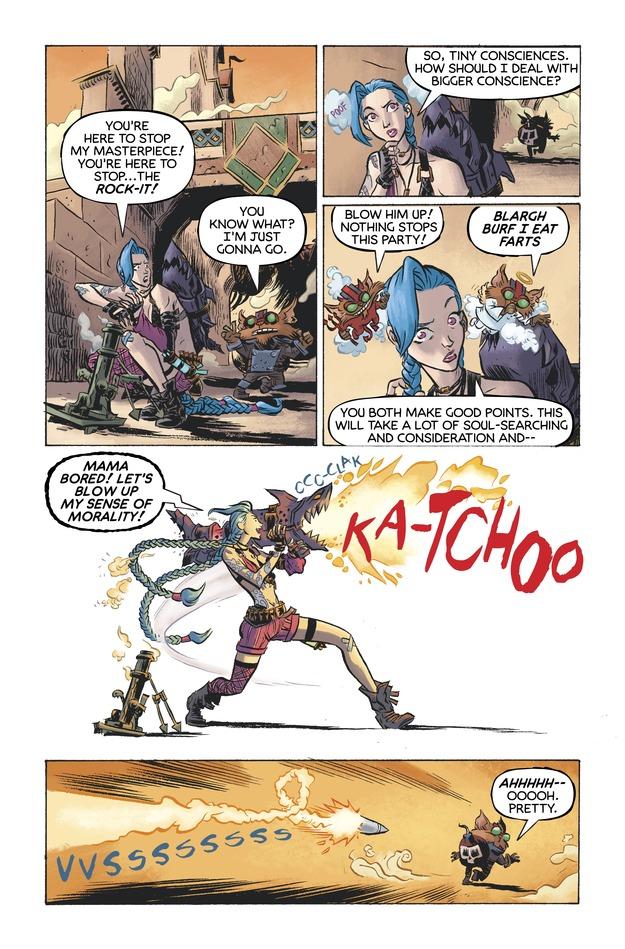 YOU'RE
HERE TO STOP
MY MASTERPIECE!
YOU'RE HERE TO
STOP...THE
ROCK-IT!
YOU
KNOW WHAT?
I'M JUST
GONNA GO.
SO, TINY CONSCIENCES.
HOW SHOULD I DEAL WITH
BIGGER CONSCIENCE?
POOF
BLOW HIM UP!
NOTHING STOPS
THIS PARTY!
BLARGH
BURF I EAT
FARTS
YOU BOTH MAKE GOOD POINTS. THIS
WILL TAKE A LOT OF SOUL-SEARCHING
AND CONSIDERATION AND--
MAMA
BORED! LET'S
BLOW UP
MY SENSE OF
MORALITY!
CCC-CLAK
KA-TCHOO
VVSSSSSSSSS
AHHHHH--
OOOOH.
PRETTY.